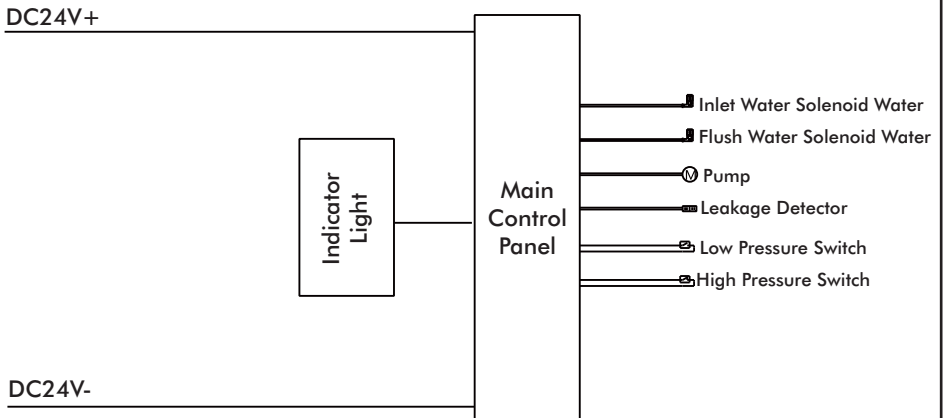 DC24V+
Inlet Water Solenoid Water
Flush Water Solenoid Water
Pump
Leakage Detector
Low Pressure Switch
High Pressure Switch
Main
Control
Panel
Indicator
Light
M
DC24V-